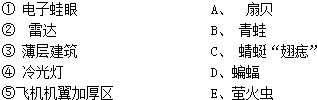 ① 电子蛙眼 A、 扇贝
② 雷达 B、 青蛙
③ 薄层建筑 C、 蜻蜓“翅痣”
④ 冷光灯 D、蝙蝠
⑤飞机机翼加厚区 E、萤火虫